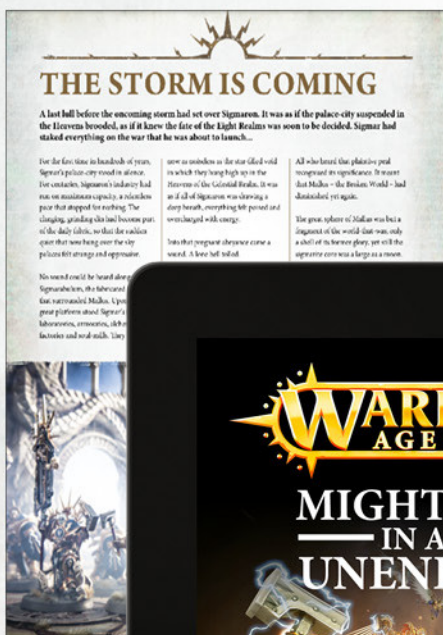 THE STORM IS COMING
A last lull before the oncoming storm had set over Sigmaron. It was as if the palace-city suspended in
the Heavens brooded, as if it knew the fate of the Eight Realms was soon to be decided. Sigmar had
staked everything on the war that he was about to launch...
For the first time in hundreds of years,
Sigmar's palace-city stood in silence.
For centuries, Sigmaron's industry had
run on maximum capacity, a relentless
pace that stopped for nothing. The
clanging, grinding din had become part
of the daily fabric, so that the sudden
quiet that now hung over the sky
palaces felt strange and oppressive.
No sound could be heard along
Sigmarabulum, the fabricated
that surrounded Mallus. Upon
great platform stood Sigmar's
laboratories, armouries,
factories and soul-mills. They
now as noiseless as the star-filled void
in which they hung high up in the
Heavens of the Celestial Realm. It was
as if all of Sigmaron was drawing a
deep breath, everything felt poised and
overcharged with energy.
Into that pregnant abeyance came a
sound. A lone bell tolled.
All who heard that plaintive peal
recognised its significance. It meant
that Mallus – the Broken World – had
diminished yet again.
The great sphere of Mallus was but a
fragment of the world-that-was, only
a shell of its former glory, yet still the
sigmarite core was a large as a moon.
WAR
AGE
MIGHT
IN A
UNEN